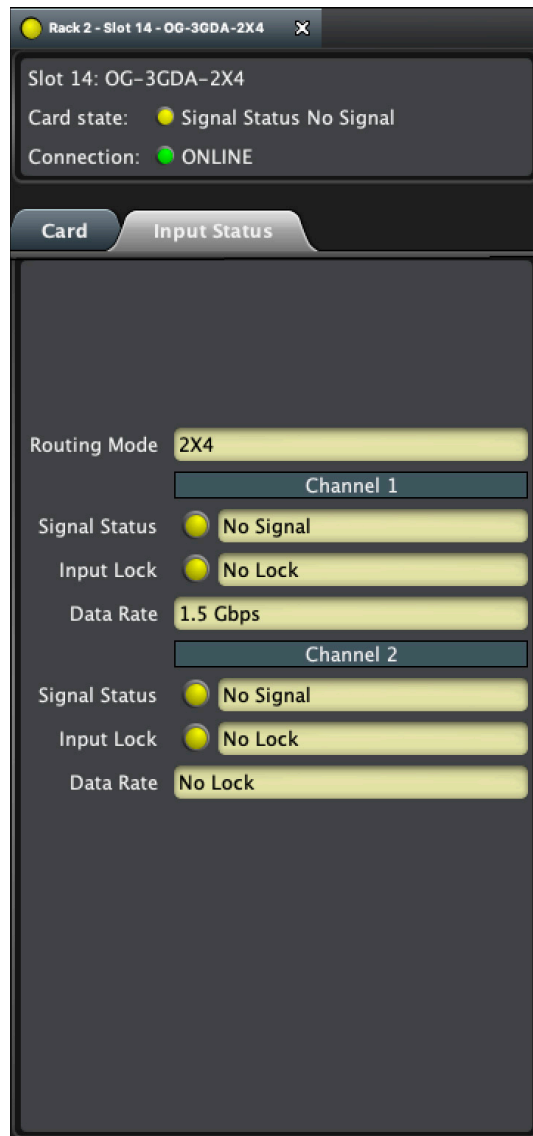 Rack 2 - Slot 14 - OG-3GDA-2X4
Slot 14: OG-3GDA-2X4
Card state: Signal Status No Signal
Connection: ONLINE
Card Input Status
Routing Mode 2X4
Channel 1
Signal Status No Signal
Input Lock No Lock
Data Rate 1.5 Gbps
Channel 2
Signal Status No Signal
Input Lock No Lock
Data Rate No Lock